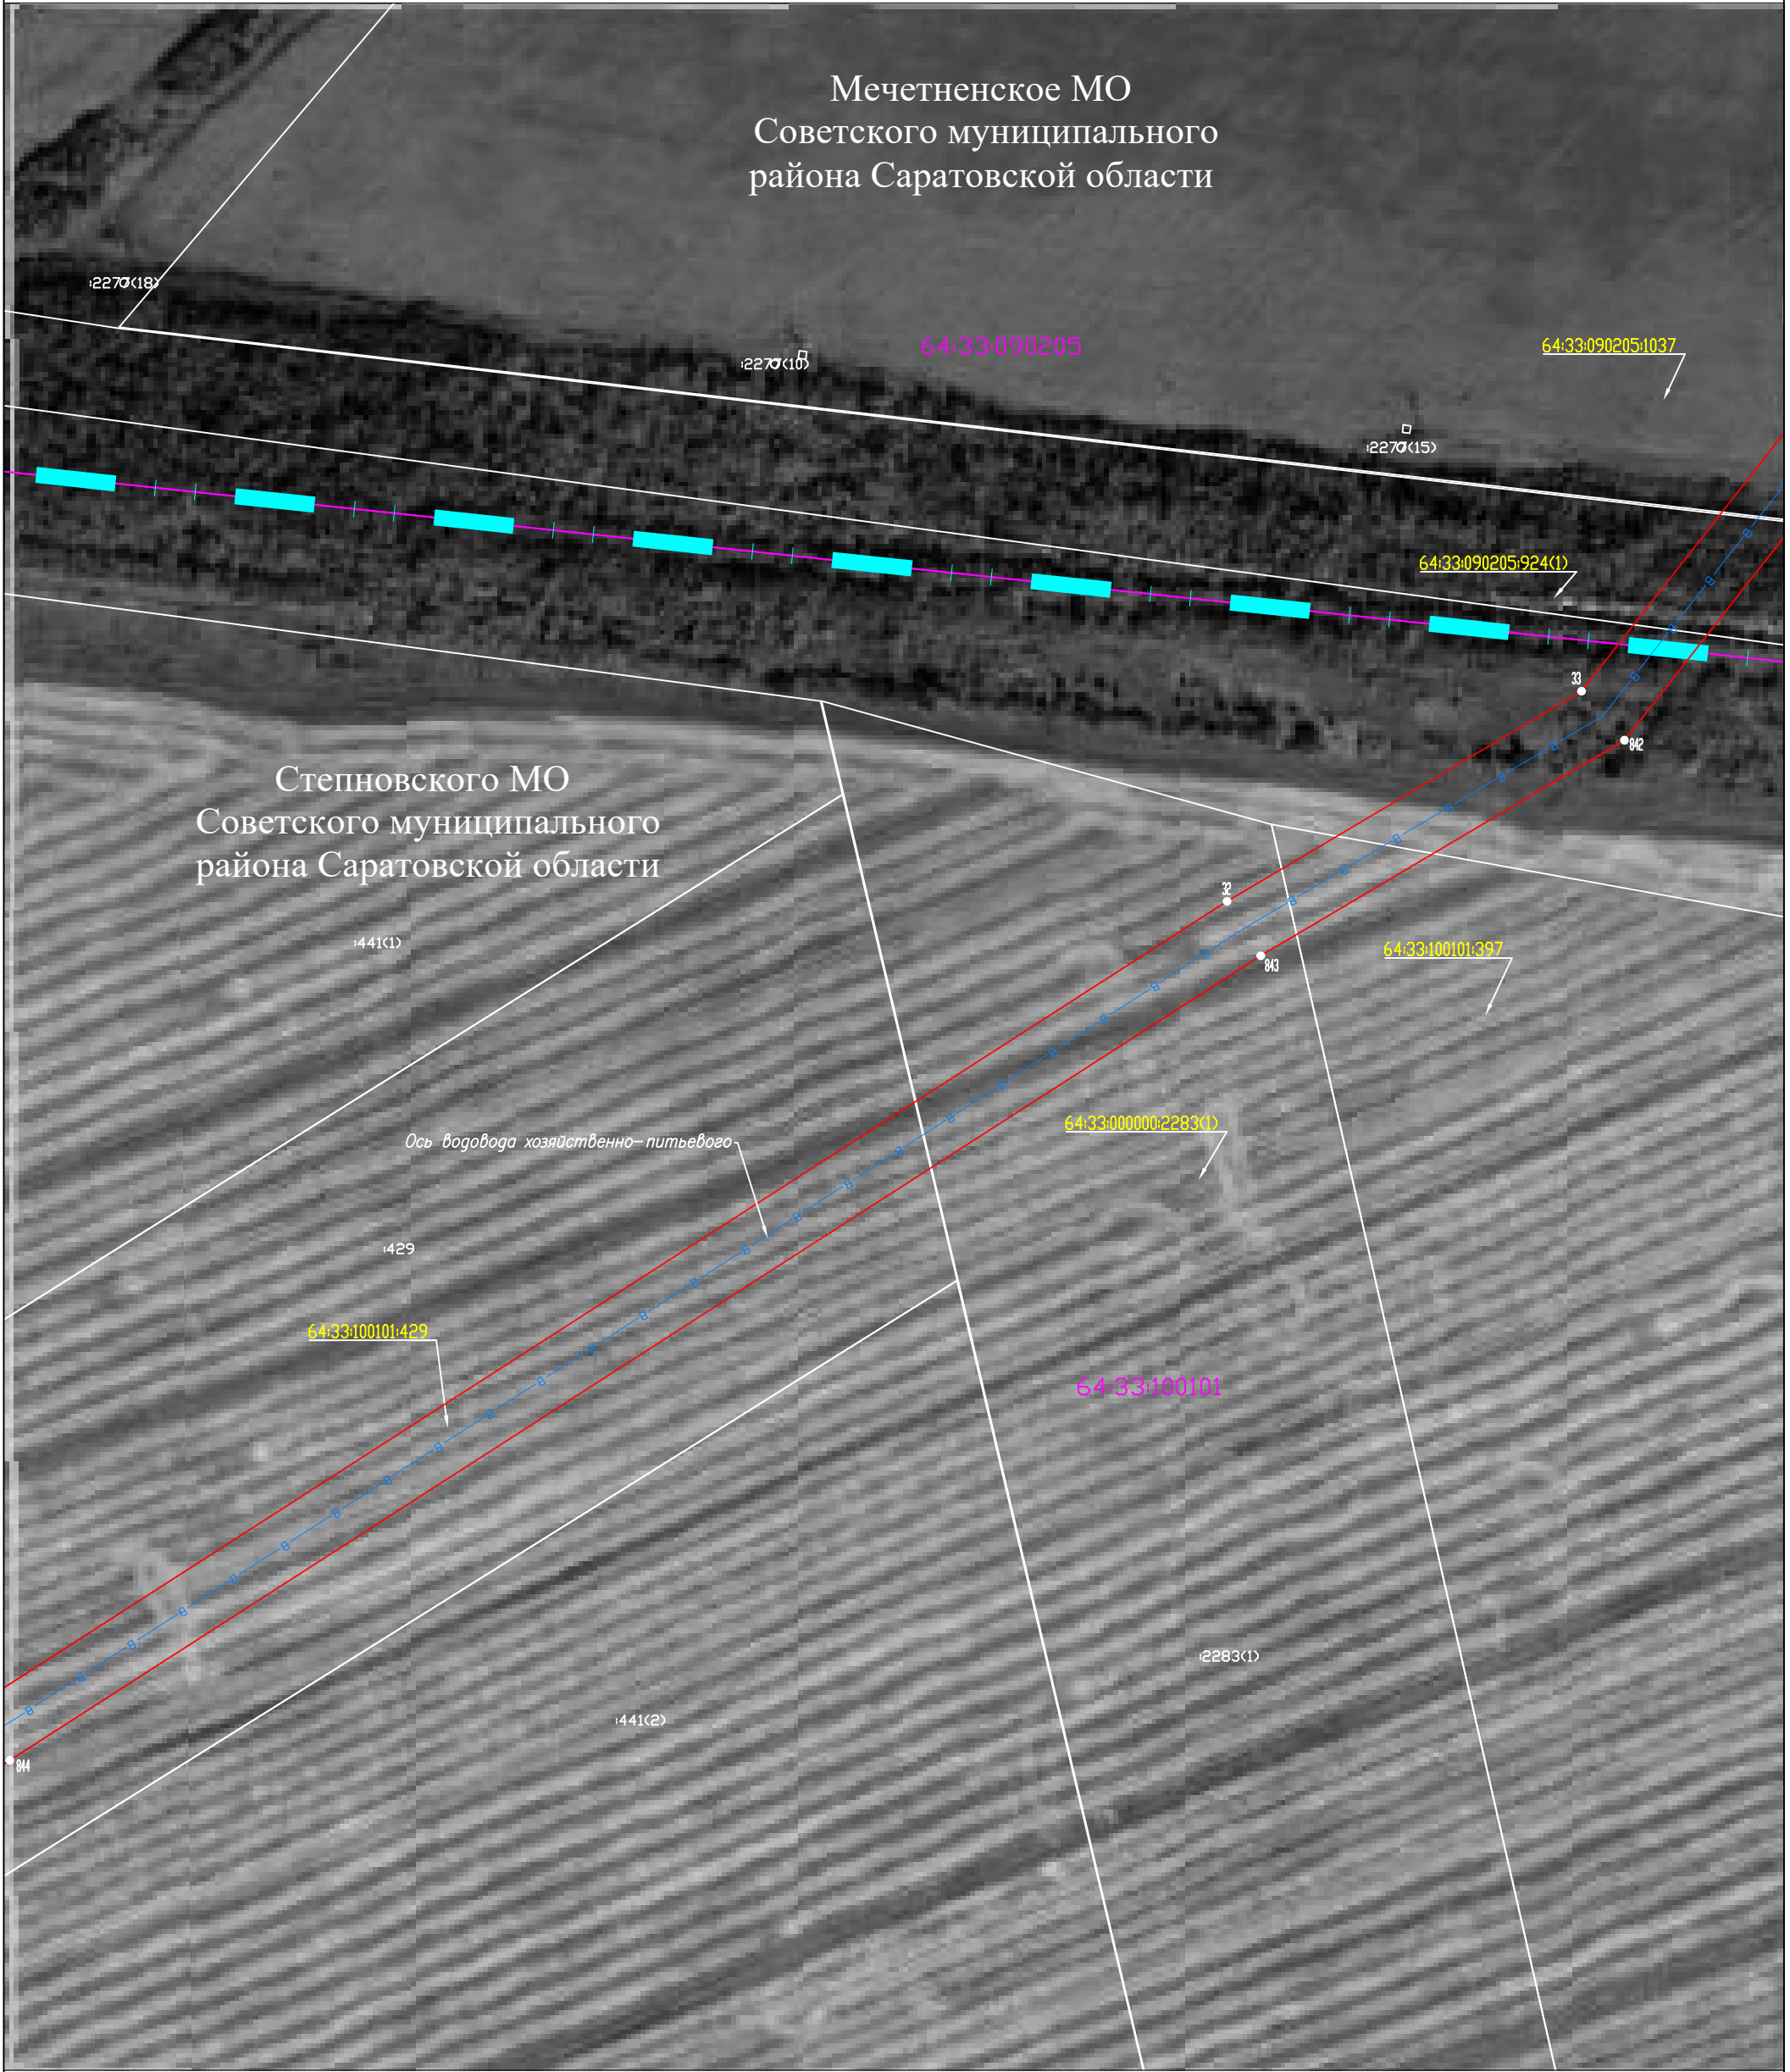 Мечетненское МО
Советского муниципального
района Саратовской области
:2277(18)
64:33:090205
64:33:090205:1037
:2277(10)
:2277(15)
64:33:090205:924(1)
33
842
Степновского МО
Советского муниципального
района Саратовской области
32
:441(1)
64:33:100101:397
843
64:33:000000:2283(1)
Ось водовода хозяйственно-питьевого
:429
64:33:100101:429
64:33:100101
:2283(1)
:441(2)
844